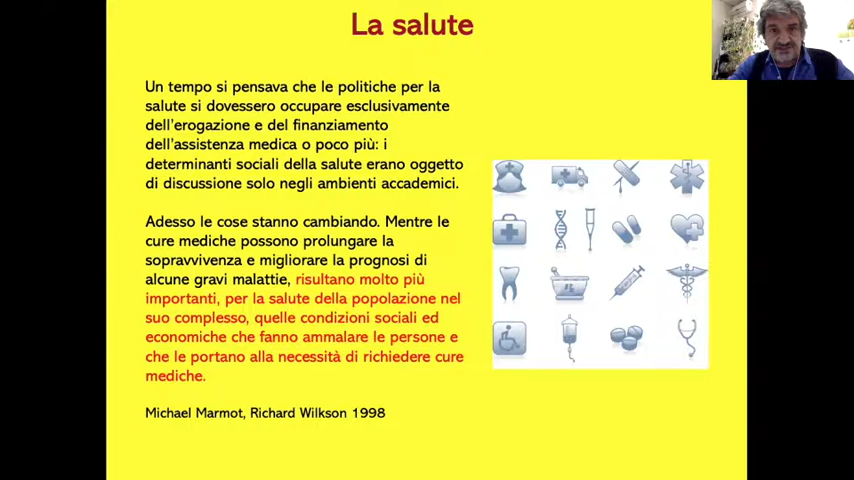 La salute
Un tempo si pensava che le politiche per la
salute si dovessero occupare esclusivamente
dell'erogazione e del finanziamento
dell'assistenza medica o poco più: i
determinanti sociali della salute erano oggetto
di discussione solo negli ambienti accademici.
Adesso le cose stanno cambiando. Mentre le
cure mediche possono prolungare la
sopravvivenza e migliorare la prognosi di
alcune gravi malattie, risultano molto più
importanti, per la salute della popolazione nel
suo complesso, quelle condizioni sociali ed
economiche che fanno ammalare le persone e
che le portano alla necessità di richiedere cure
mediche.
Michael Marmot, Richard Wilkson 1998